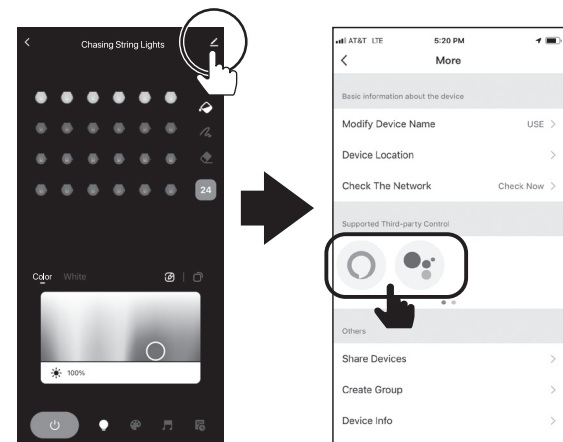 Chasing String Lights
24
Color White
100%
AT&T LTE 5:20 PM
More
Basic information about the device
Modify Device Name USE
Device Location
Check The Network Check Now
Supported Third-party Control
Others
Share Devices
Create Group
Device Info